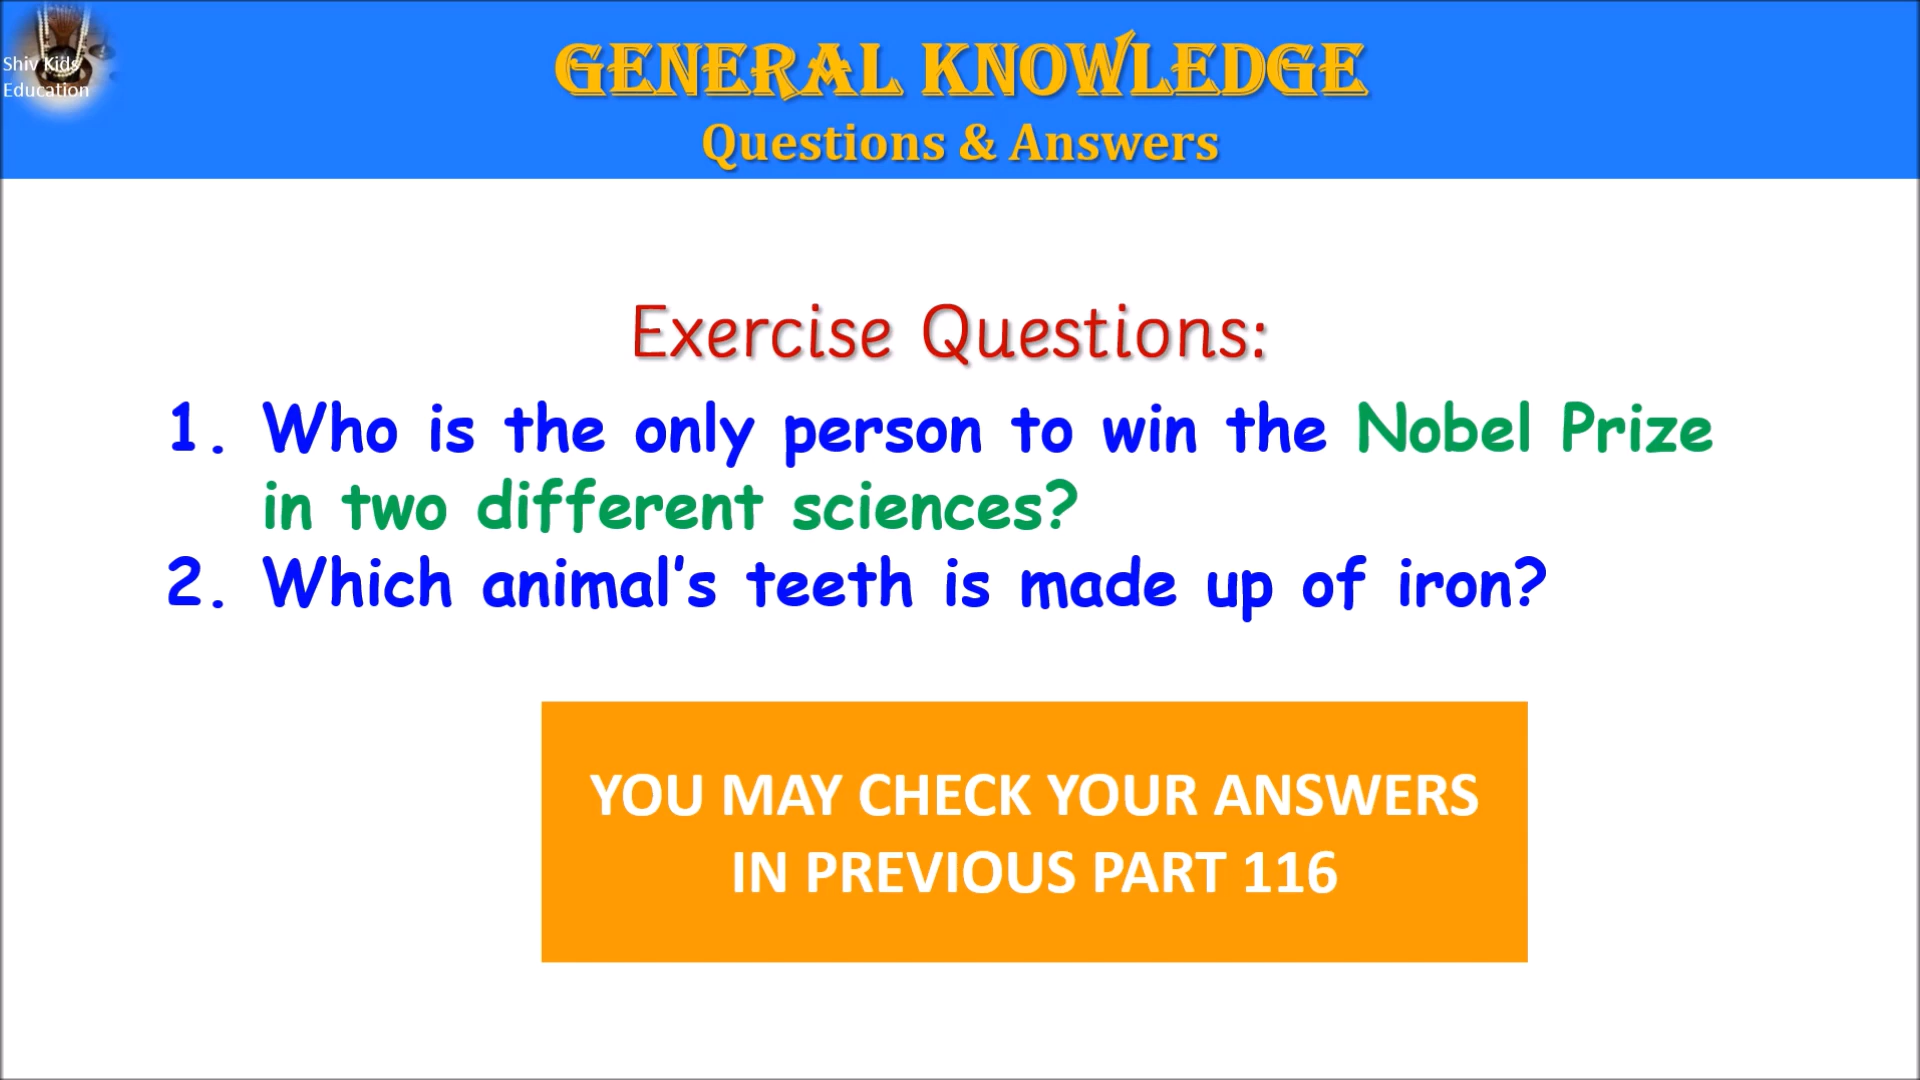 Shiv Kids
Education
GENERAL KNOWLEDGE
Questions & Answers
Exercise Questions:
1. Who is the only person to win the Nobel Prize
in two different sciences?
2. Which animal's teeth is made up of iron?
YOU MAY CHECK YOUR ANSWERS
IN PREVIOUS PART 116